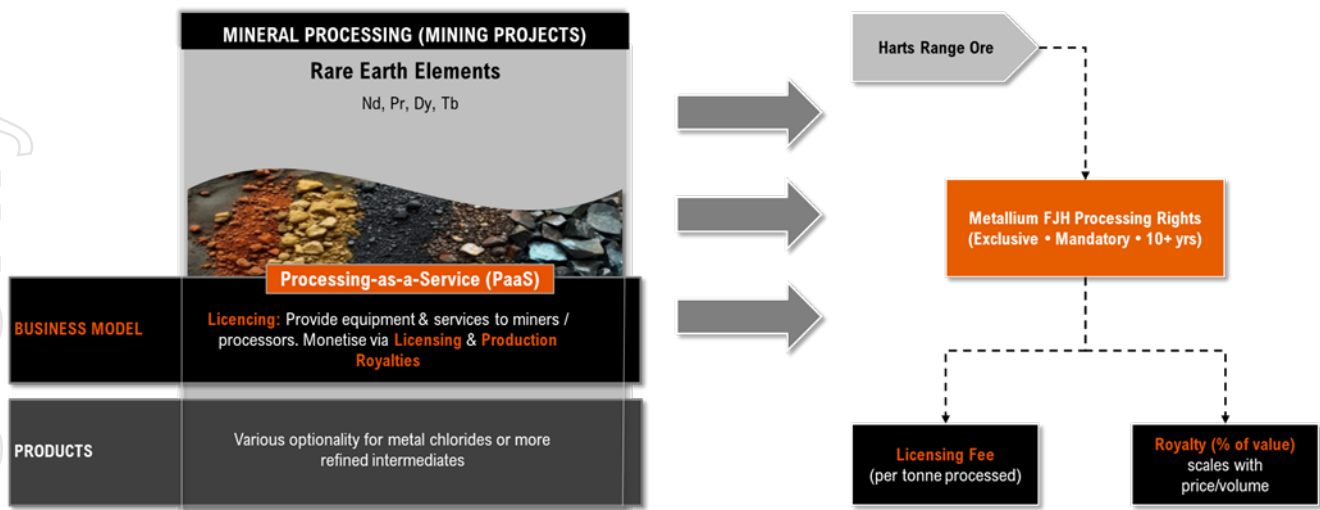 MINERAL PROCESSING (MINING PROJECTS)
Rare Earth Elements
Nd, Pr, Dy, Tb
Processing-as-a-Service (PaaS)
BUSINESS MODEL
Licencing: Provide equipment & services to miners /
processors. Monetise via Licensing & Production
Royalties
PRODUCTS
Various optionality for metal chlorides or more
refined intermediates
Harts Range Ore
Metallium FJH Processing Rights
(Exclusive • Mandatory • 10+ yrs)
Licensing Fee
(per tonne processed)
Royalty (% of value)
scales with
price/volume